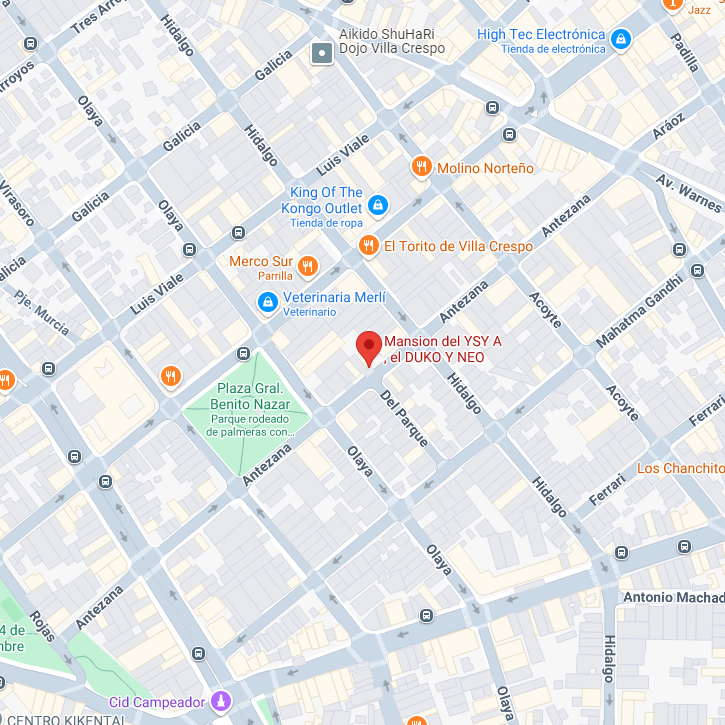 Jazz
Tres Arroyos
Hidalgo
Aikido ShuHaRi
Dojo Villa Crespo
High Tec Electrónica
Tienda de electrónica
Padilla
Galicia
Olaya
Galicia
Hidalgo
Luis Viale
Aráoz
Molino Norteño
Av. Warnes
Virasoro
Galicia
Olaya
King Of The
Kongo Outlet
Tienda de ropa
El Torito de Villa Crespo
Antezana
Merco Sur
Parrilla
Luis Viale
Veterinaria Merlí
Veterinario
Antezana
Acoyte
Mahatma Gandhi
Pje. Murcia
Mansion del YSY A
, el DUKO Y NEO
Plaza Gral.
Benito Nazar
Parque rodeado
de palmeras con…
Hidalgo
Del Parque
Acoyte
Ferrari
Antezana
Olaya
Los Chanchito
Hidalgo
Ferrari
Olaya
Antezana
Rojas
Antonio Machad
4 de
mbre
Hidalgo
Cid Campeador
Olaya
CENTRO KIKENTAI